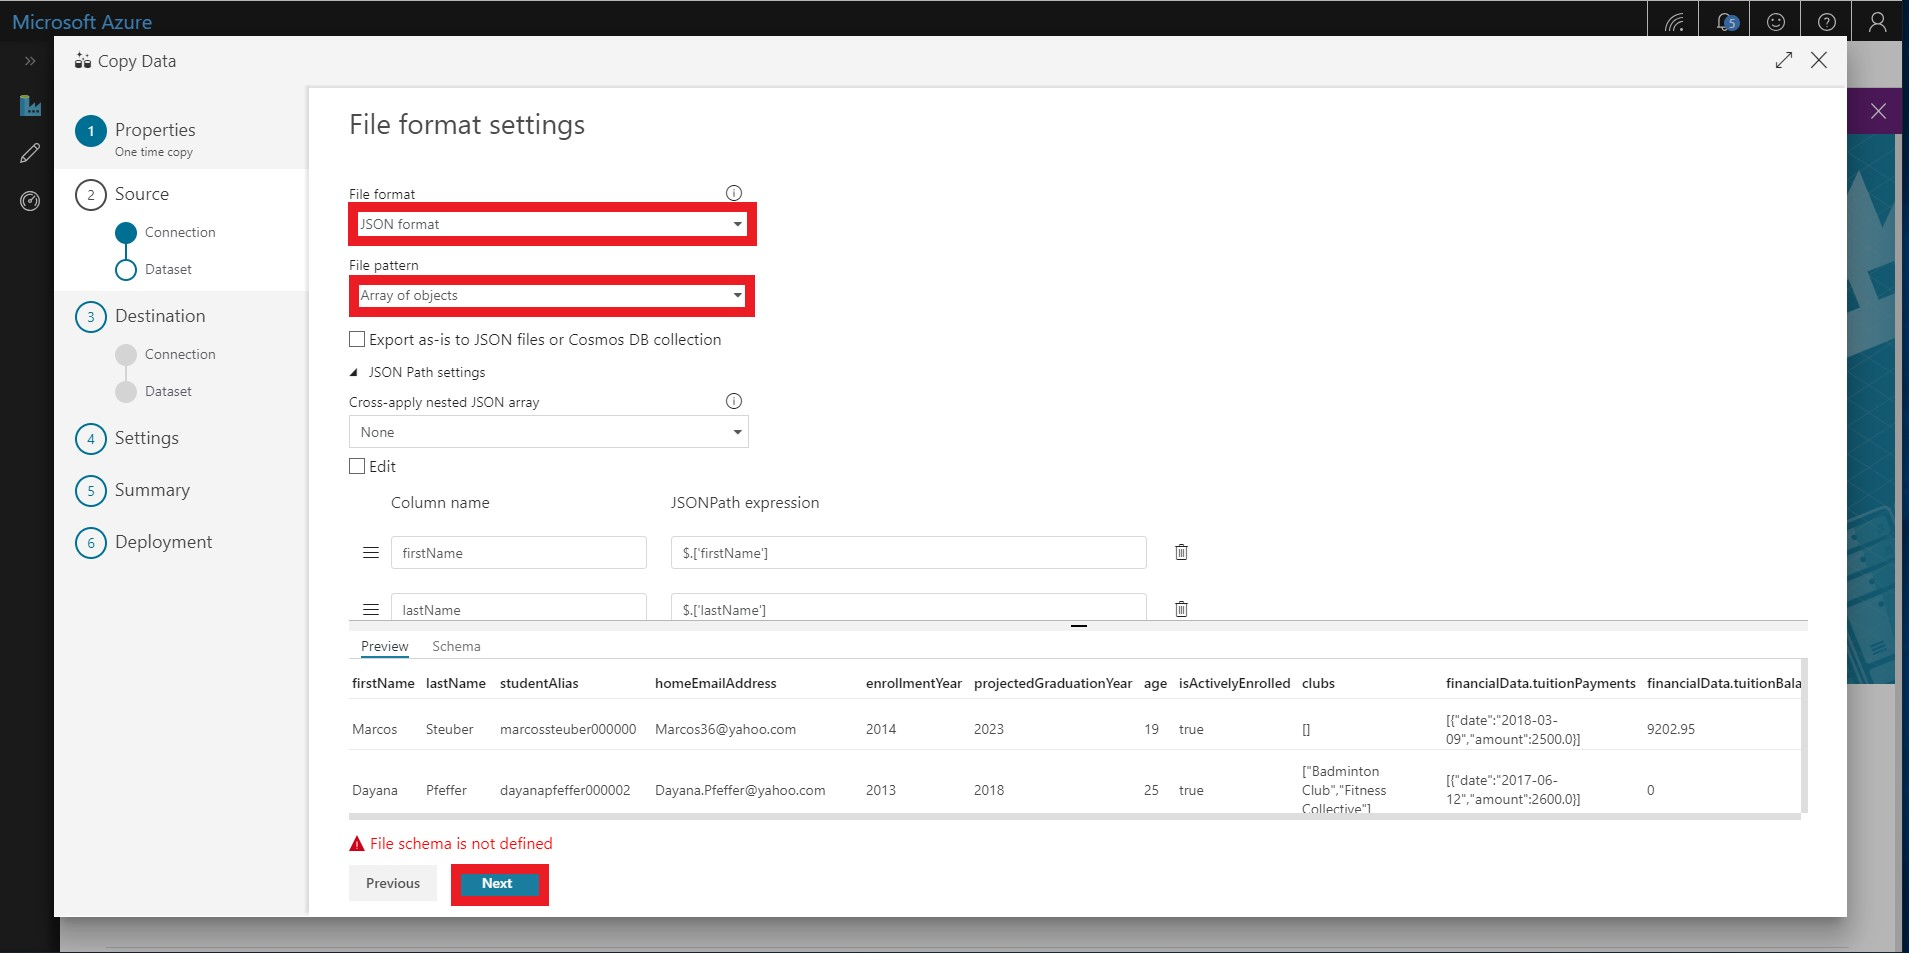 Microsoft Azure
5
Copy Data
1 Properties
One time copy
2 Source
Connection
Dataset
3 Destination
Connection
Dataset
4 Settings
5 Summary
6 Deployment
File format settings
File format
JSON format
File pattern
Array of objects
Export as-is to JSON files or Cosmos DB collection
JSON Path settings
Cross-apply nested JSON array
None
Edit
Column name JSONPath expression
firstName $.['firstName']
lastName $.['lastName']
Preview Schema
firstName lastName studentAlias homeEmailAddress enrollmentYear projectedGraduationYear age isActivelyEnrolled clubs financialData.tuitionPayments financialData.tuitionBala
Marcos Steuber marcossteuber000000 Marcos36@yahoo.com 2014 2023 19 true [] [{"date":"2018-03-
09","amount":2500.0}] 9202.95
Dayana Pfeffer dayanapfeffer000002 Dayana.Pfeffer@yahoo.com 2013 2018 25 true ["Badminton
Club","Fitness
Collective"] [{"date":"2017-06-
12","amount":2600.0}] 0
File schema is not defined
Previous Next